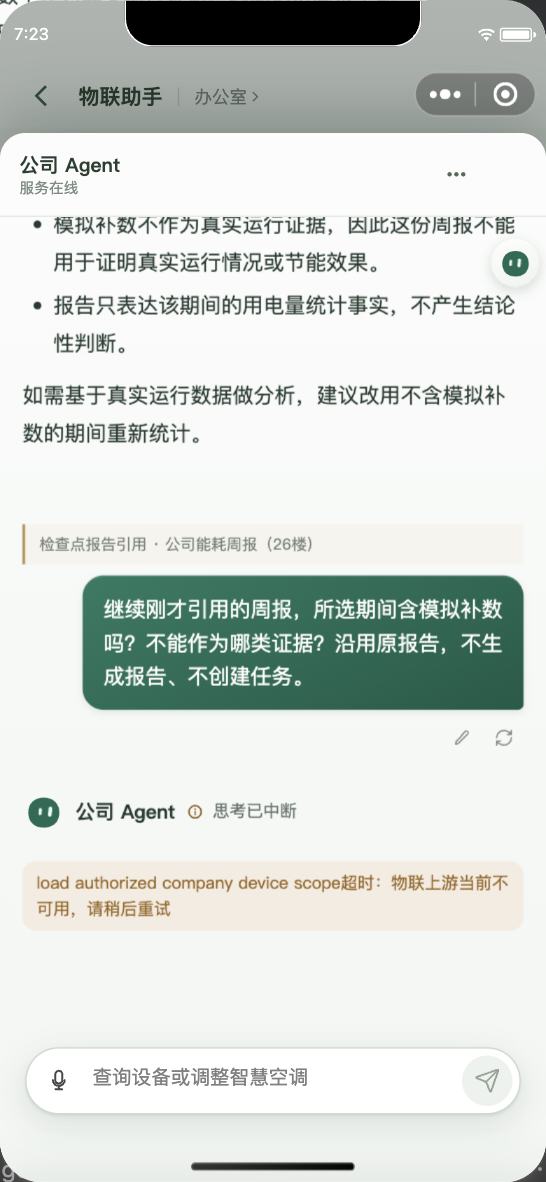 7:23
物联助手
办公室 >
公司 Agent
服务在线
• 模拟补数不作为真实运行证据，因此这份周报不能
用于证明真实运行情况或节能效果。
• 报告只表达该期间的用电量统计事实，不产生结论
性判断。
如需基于真实运行数据做分析，建议改用不含模拟补
数的期间重新统计。
检查点报告引用 · 公司能耗周报（26楼）
继续刚才引用的周报，所选期间含模拟补数
吗？不能作为哪类证据？沿用原报告，不生
成报告、不创建任务。
公司 Agent 思考已中断
load authorized company device scope超时：物联上游当前不
可用，请稍后重试
查询设备或调整智慧空调